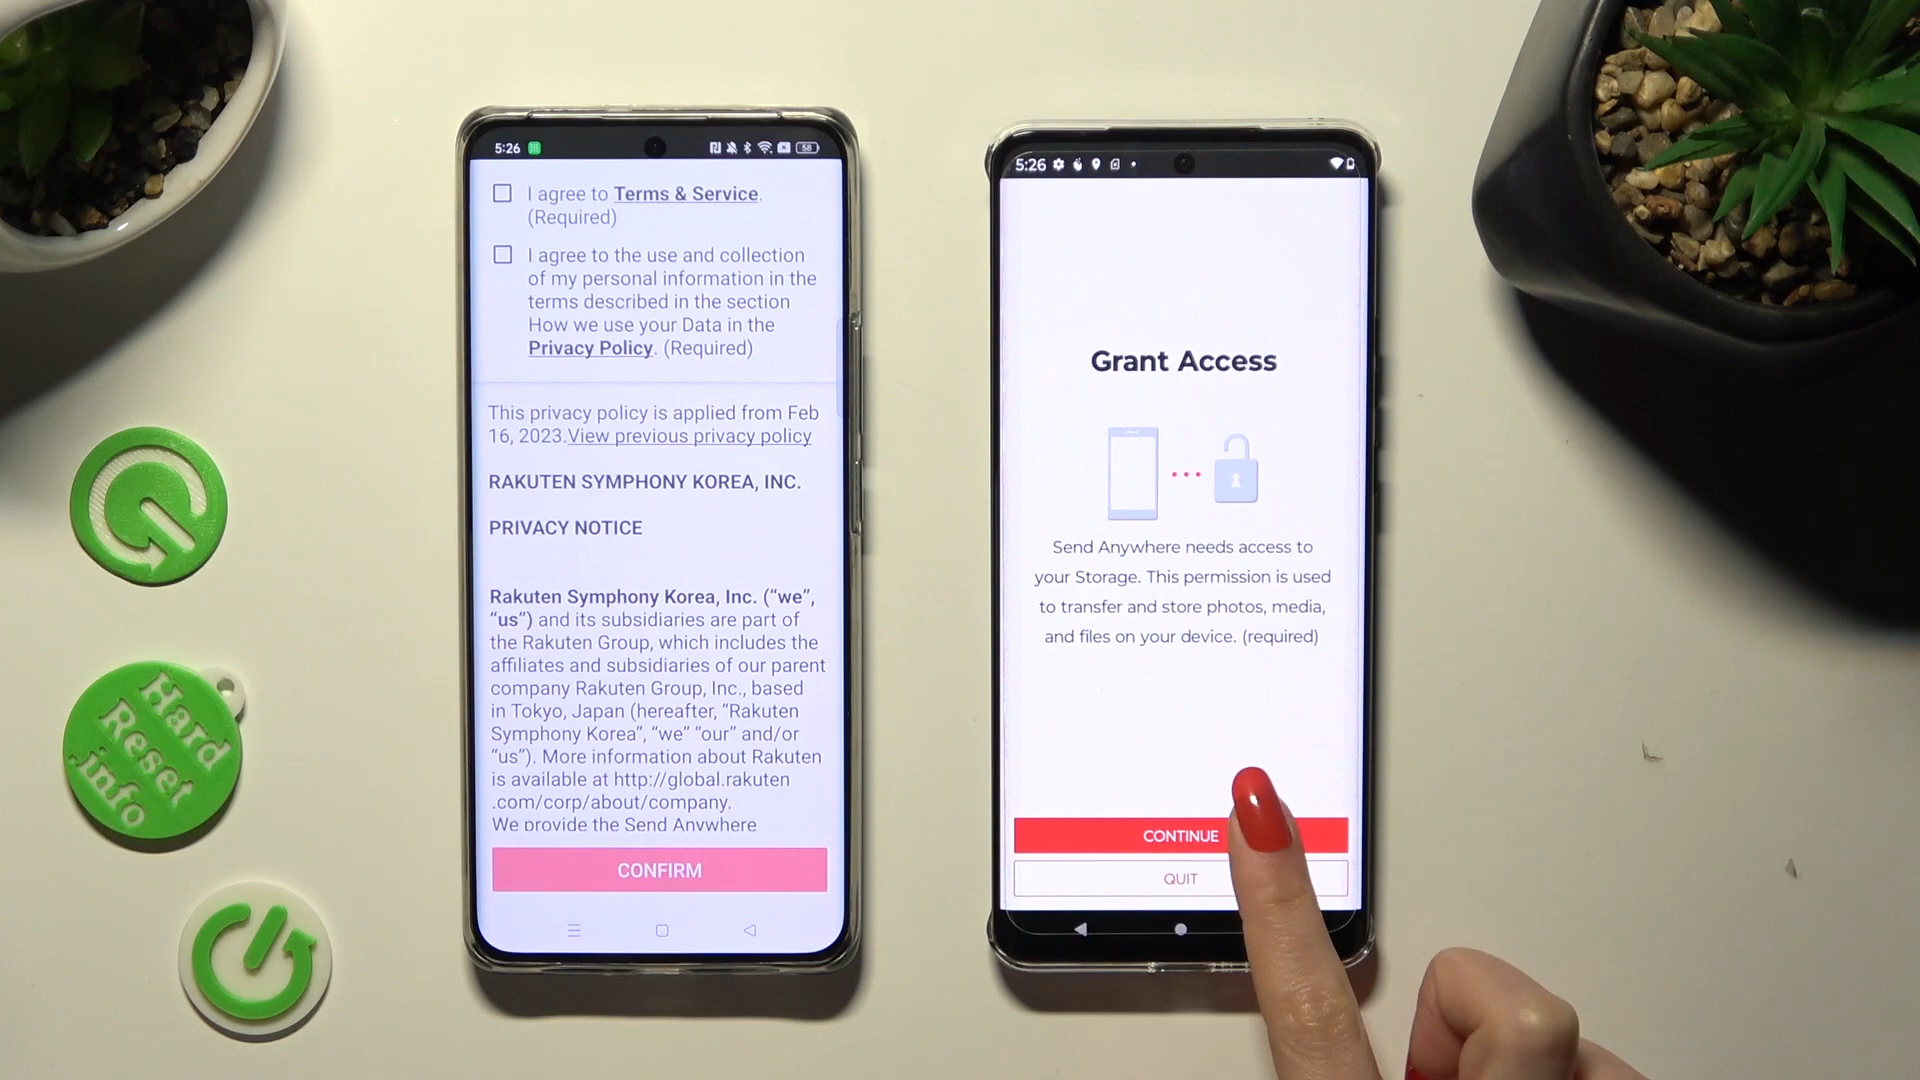 5:26
58
I agree to Terms & Service.
(Required)
I agree to the use and collection
of my personal information in the
terms described in the section
How we use your Data in the
Privacy Policy. (Required)
This privacy policy is applied from Feb
16, 2023.View previous privacy policy
RAKUTEN SYMPHONY KOREA, INC.
PRIVACY NOTICE
Rakuten Symphony Korea, Inc. (“we”,
“us”) and its subsidiaries are part of
the Rakuten Group, which includes the
affiliates and subsidiaries of our parent
company Rakuten Group, Inc., based
in Tokyo, Japan (hereafter, “Rakuten
Symphony Korea”, “we” “our” and/or
“us”). More information about Rakuten
is available at http://global.rakuten
.com/corp/about/company.
We provide the Send Anywhere
CONFIRM
5:26
Grant Access
Send Anywhere needs access to
your Storage. This permission is used
to transfer and store photos, media,
and files on your device. (required)
CONTINUE
QUIT
Hard
Reset
.info